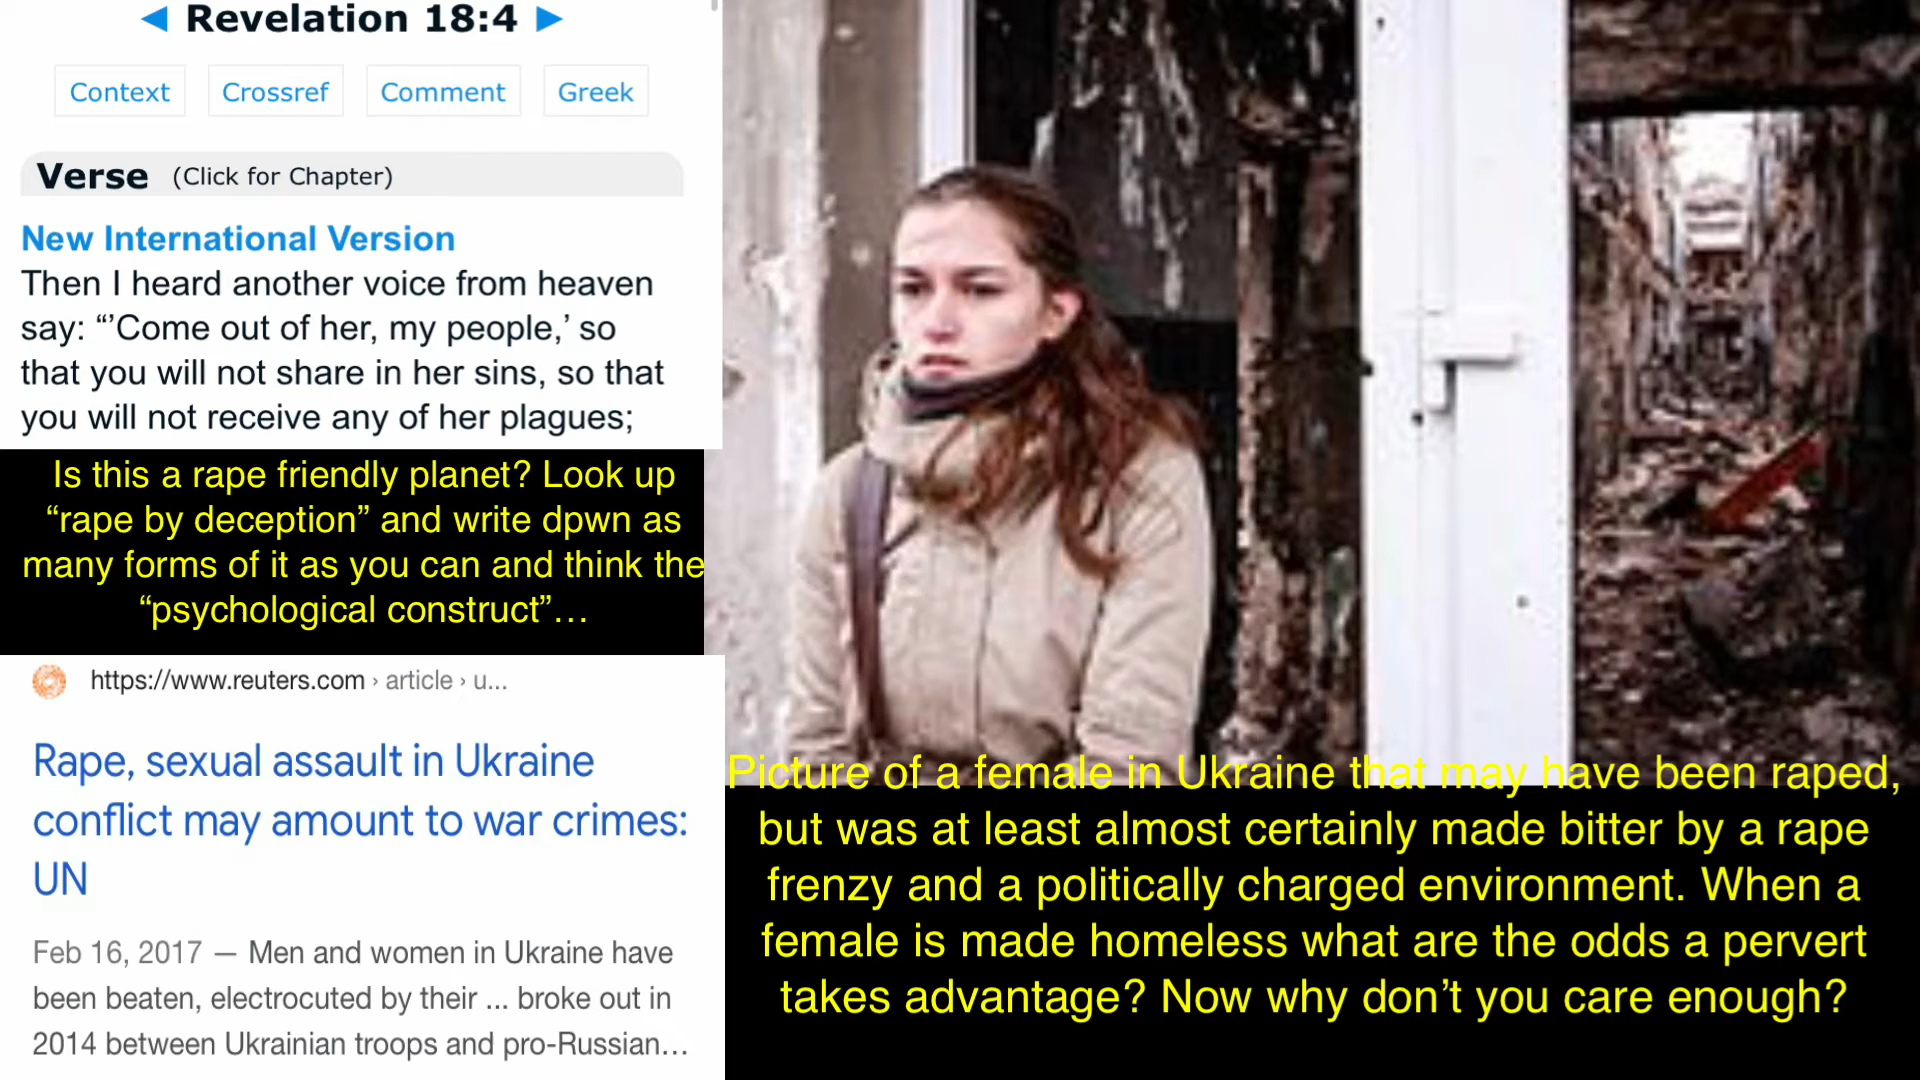 ◀ Revelation 18:4 ▶
Context Crossref Comment Greek
Verse (Click for Chapter)
New International Version
Then I heard another voice from heaven
say: “’Come out of her, my people,’ so
that you will not share in her sins, so that
you will not receive any of her plagues;
Is this a rape friendly planet? Look up
“rape by deception” and write dpwn as
many forms of it as you can and think the
“psychological construct”…
https://www.reuters.com › article › u...
Rape, sexual assault in Ukraine
conflict may amount to war crimes:
UN
Feb 16, 2017 — Men and women in Ukraine have
been beaten, electrocuted by their ... broke out in
2014 between Ukrainian troops and pro-Russian...
Picture of a female in Ukraine that may have been raped,
but was at least almost certainly made bitter by a rape
frenzy and a politically charged environment. When a
female is made homeless what are the odds a pervert
takes advantage? Now why don’t you care enough?